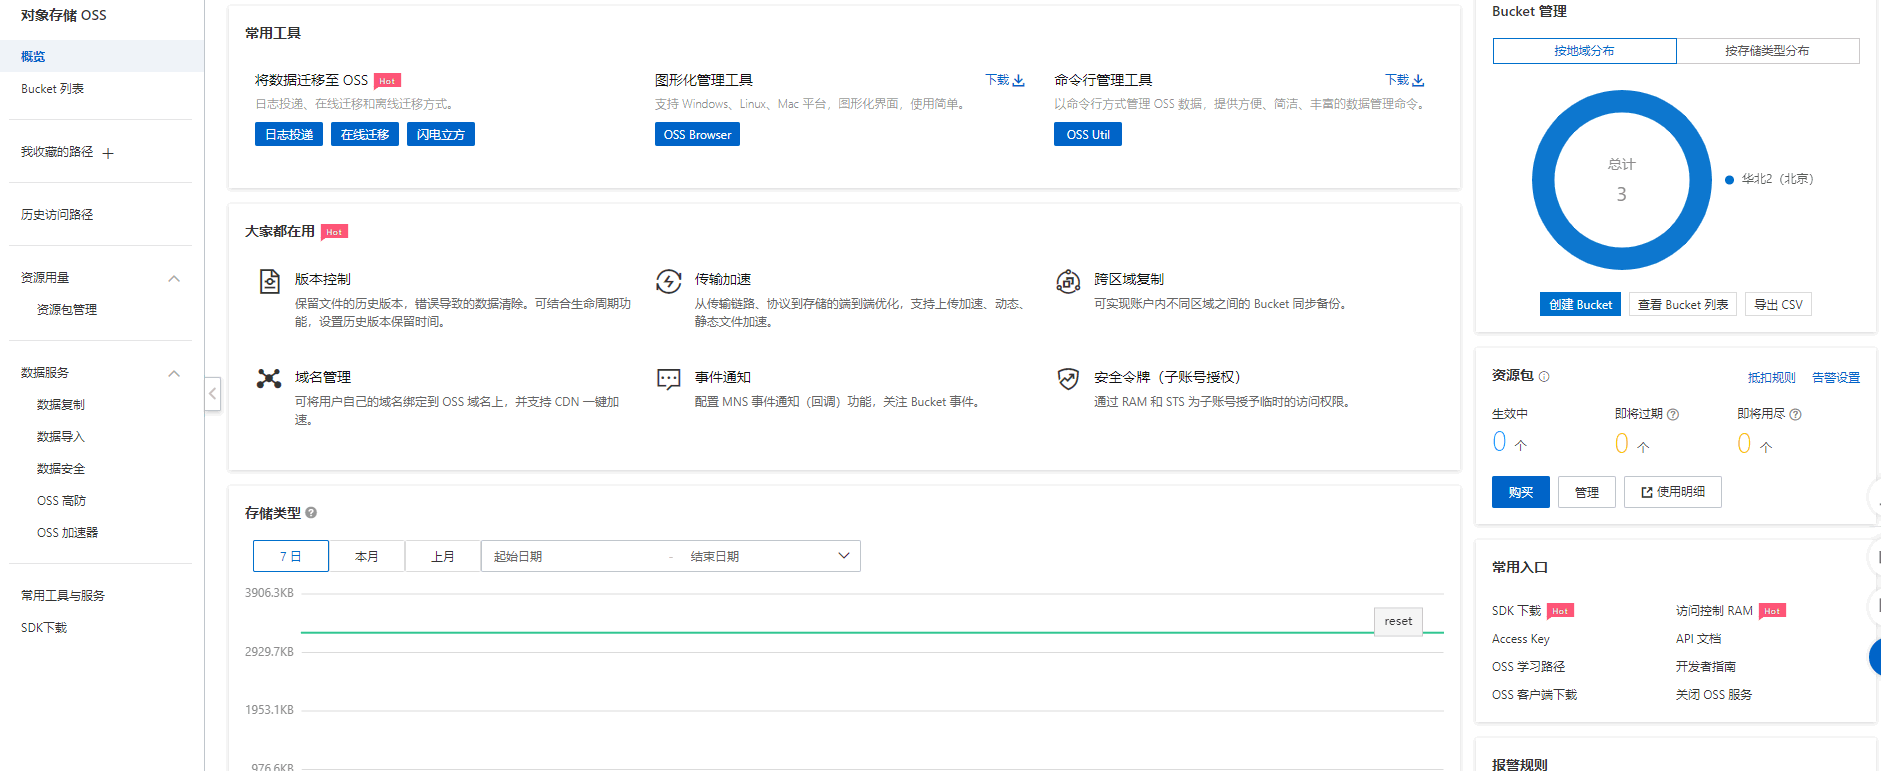 对象存储 OSS
概览
Bucket 列表
我收藏的路径
历史访问路径
资源用量
资源包管理
数据服务
数据复制
数据导入
数据安全
OSS 高防
OSS 加速器
常用工具与服务
SDK下载
常用工具
将数据迁移至 OSS Hot
日志投递、在线迁移和离线迁移方式。
日志投递 在线迁移 闪电立方
图形化管理工具 下载
支持 Windows、Linux、Mac 平台，图形化界面，使用简单。
OSS Browser
命令行管理工具 下载
以命令行方式管理 OSS 数据，提供方便、简洁、丰富的数据管理命令。
OSS Util
大家都在用 Hot
版本控制
保留文件的历史版本，错误导致的数据清除。可结合生命周期功
能，设置历史版本保留时间。
传输加速
从传输链路、协议到存储的端到端优化，支持上传加速、动态、
静态文件加速。
跨区域复制
可实现账户内不同区域之间的 Bucket 同步备份。
域名管理
可将用户自己的域名绑定到 OSS 域名上，并支持 CDN 一键加
速。
事件通知
配置 MNS 事件通知（回调）功能，关注 Bucket 事件。
安全令牌（子账号授权）
通过 RAM 和 STS 为子账号授予临时的访问权限。
存储类型
7 日 本月 上月 起始日期 - 结束日期
3906.3KB
reset
2929.7KB
1953.1KB
976.6KB
Bucket 管理
按地域分布 按存储类型分布
总计
3
华北2（北京）
创建 Bucket 查看 Bucket 列表 导出 CSV
资源包 抵扣规则 告警设置
生效中 即将过期 即将用尽
0 个 0 个 0 个
购买 管理 使用明细
常用入口
SDK 下载 Hot 访问控制 RAM Hot
Access Key API 文档
OSS 学习路径 开发者指南
OSS 客户端下载 关闭 OSS 服务
报警规则